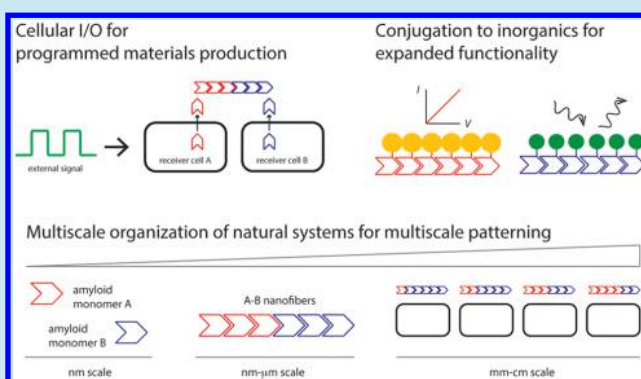 Cellular I/O for
programmed materials production
Conjugation to inorganics for
expanded functionality
external signal
receiver cell A
receiver cell B
I
V
Multiscale organization of natural systems for multiscale patterning
amyloid
monomer A
amyloid
monomer B
A-B nanofibers
nm scale
nm-μm scale
mm-cm scale